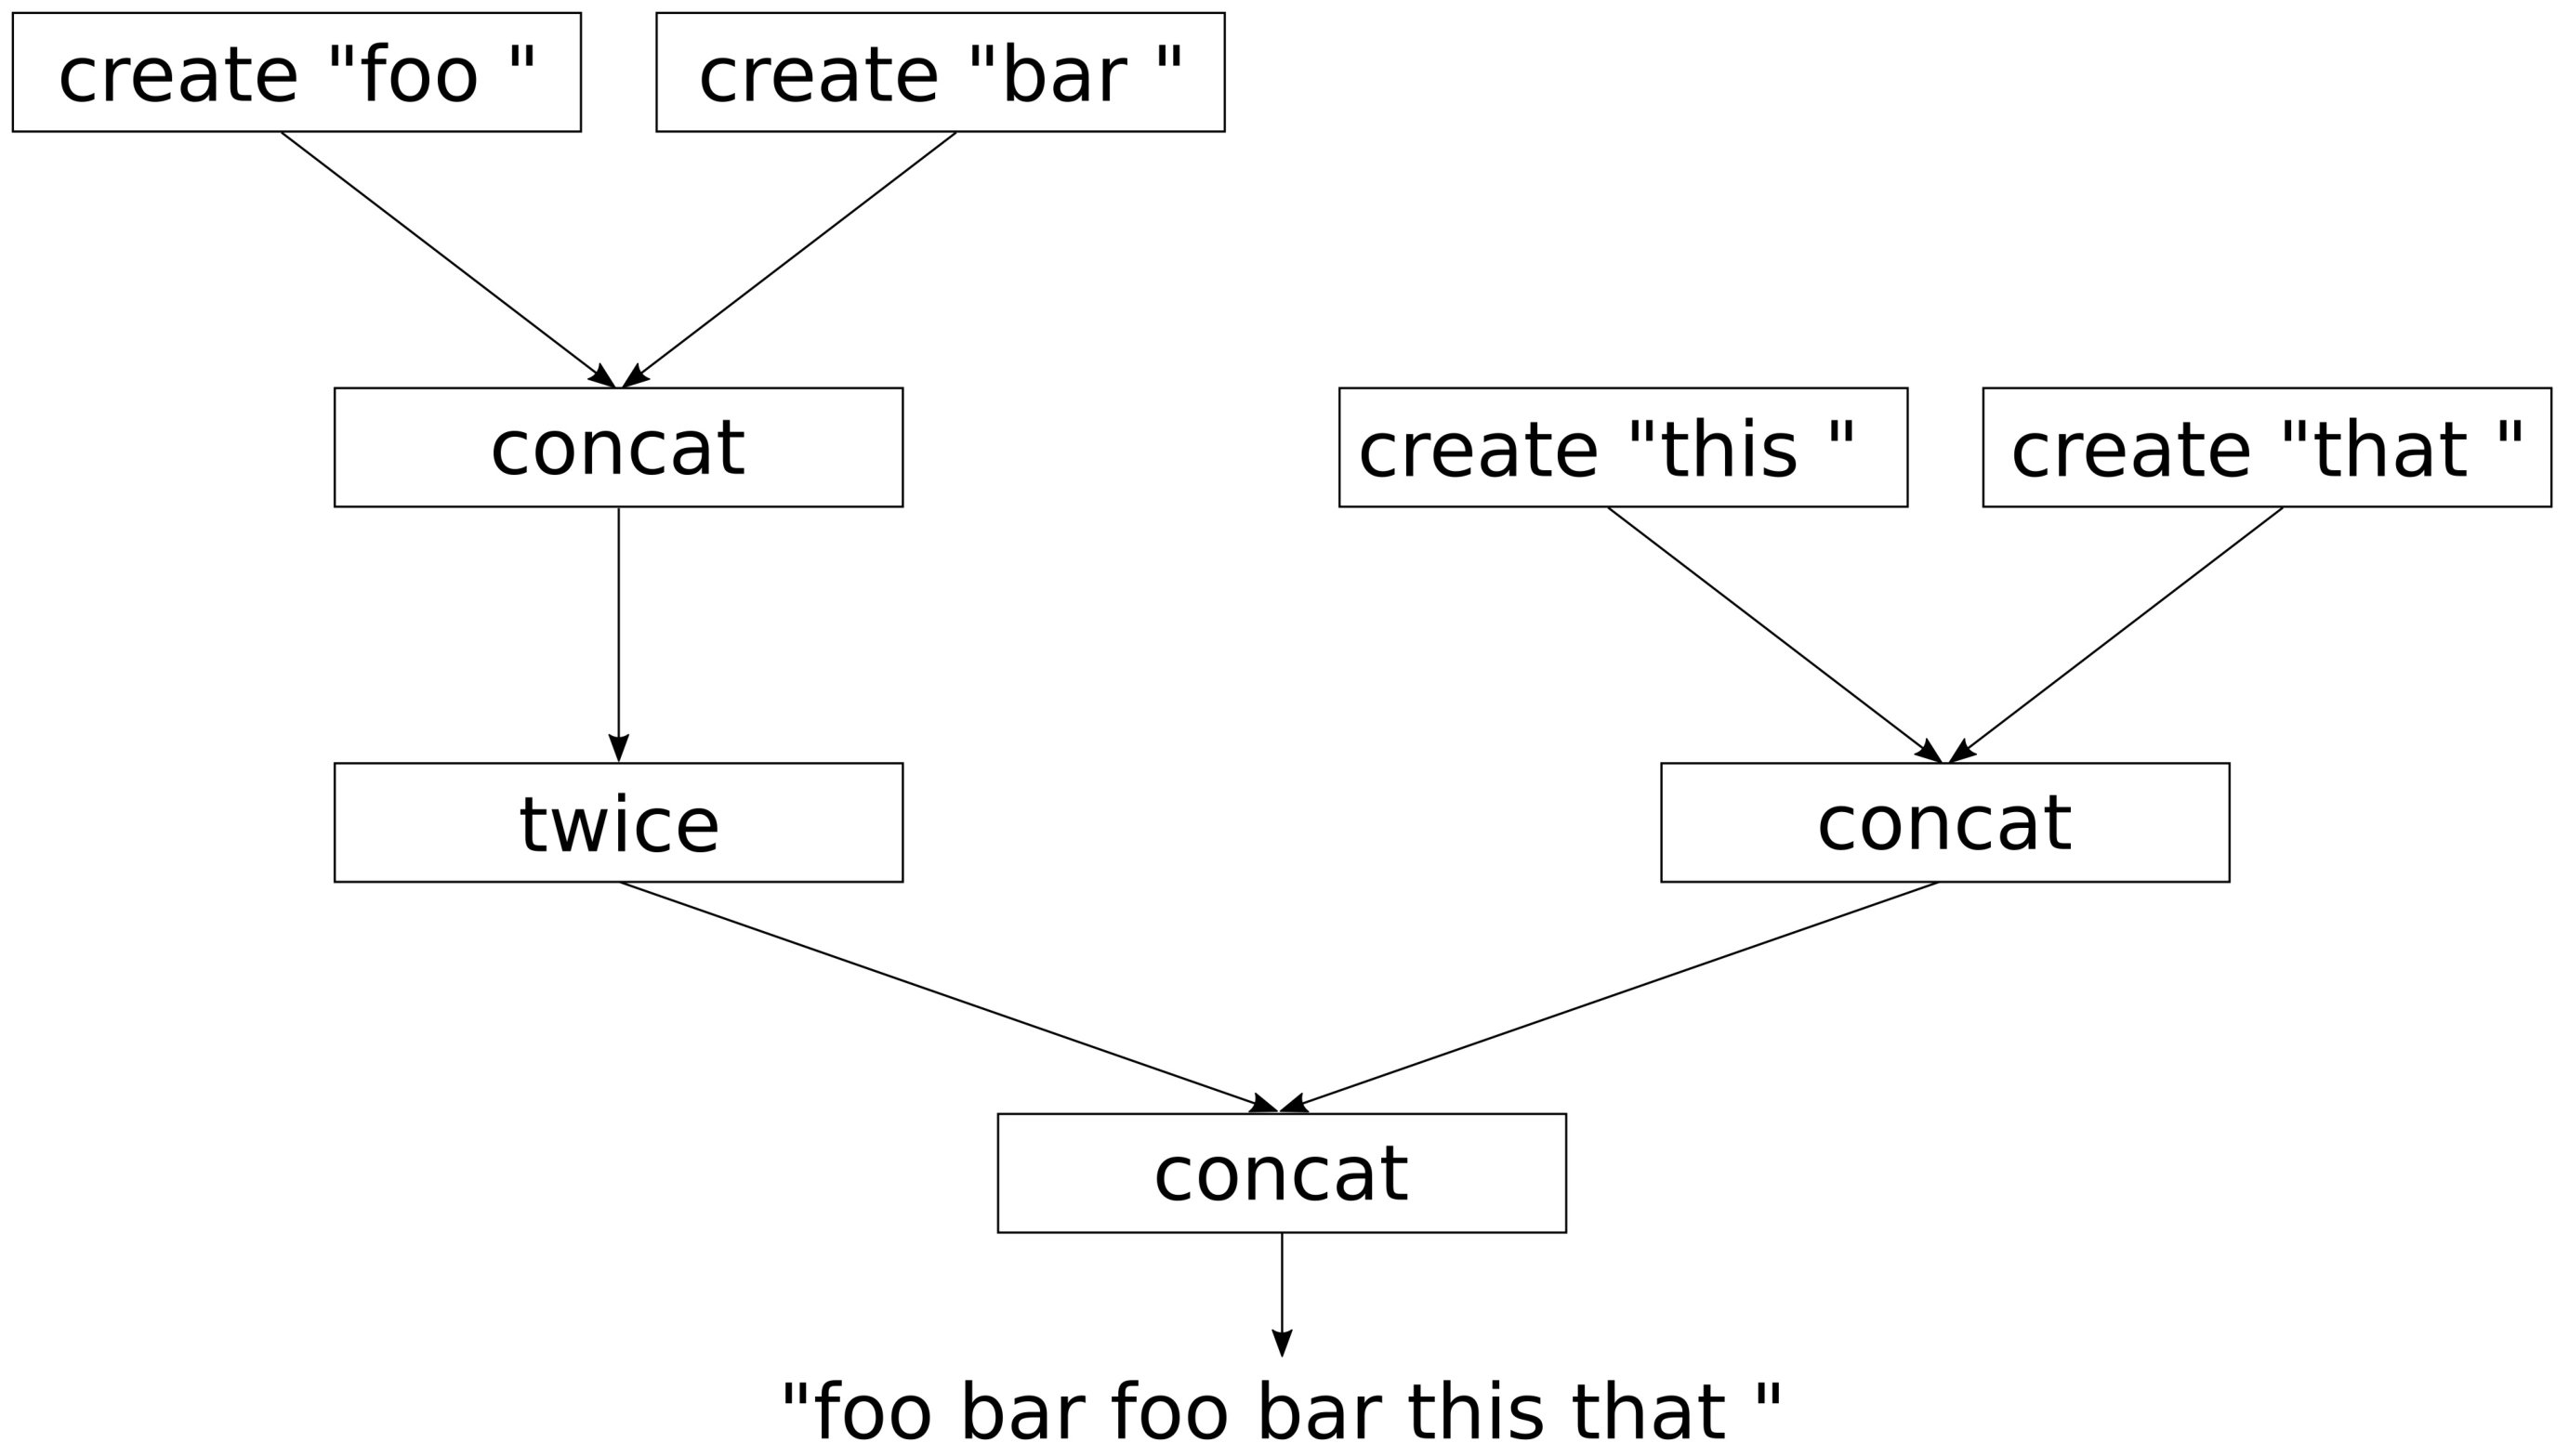 create "foo "
create "bar "
concat
create "this "
create "that "
twice
concat
concat
"foo bar foo bar this that "